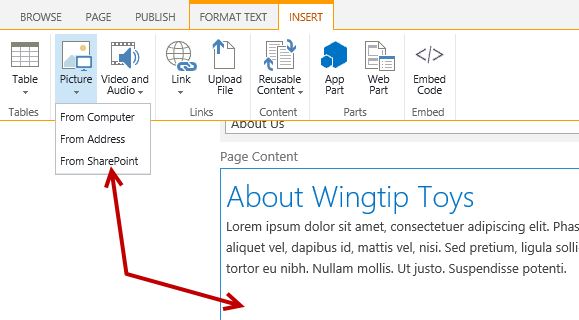 BROWSE PAGE PUBLISH FORMAT TEXT INSERT
Table Picture Video and Audio Link Upload File Reusable Content App Part Web Part Embed Code
Tables Links Content Parts Embed
From Computer
From Address
From SharePoint
About Us
Page Content
About Wingtip Toys
Lorem ipsum dolor sit amet, consectetuer adipiscing elit. Phas
aliquet vel, dapibus id, mattis vel, nisi. Sed pretium, ligula solli
tortor eu nibh. Nullam mollis. Ut justo. Suspendisse potenti.